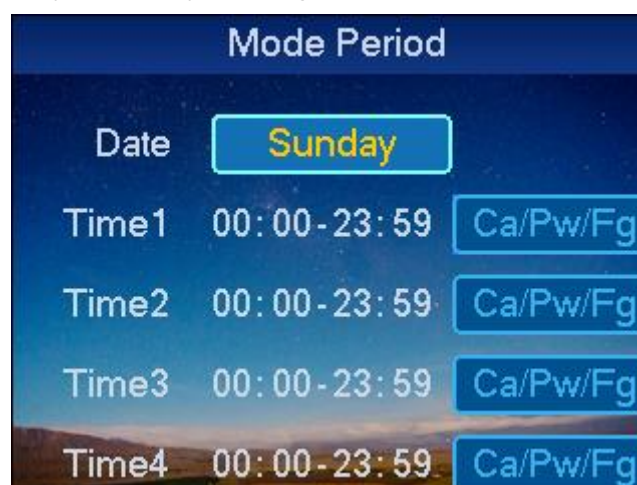 Mode Period
Date Sunday
Time1 00:00-23:59 Ca/Pw/Fg
Time2 00:00-23:59 Ca/Pw/Fg
Time3 00:00-23:59 Ca/Pw/Fg
Time4 00:00-23:59 Ca/Pw/Fg